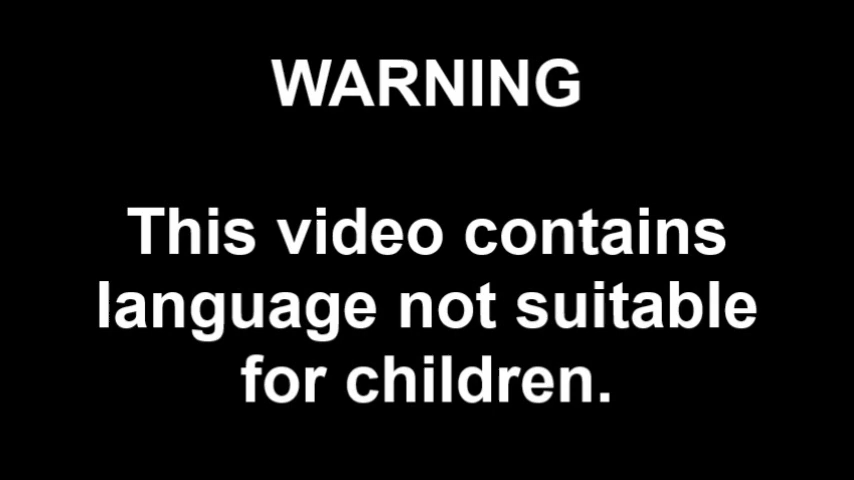 WARNING
This video contains
language not suitable
for children.